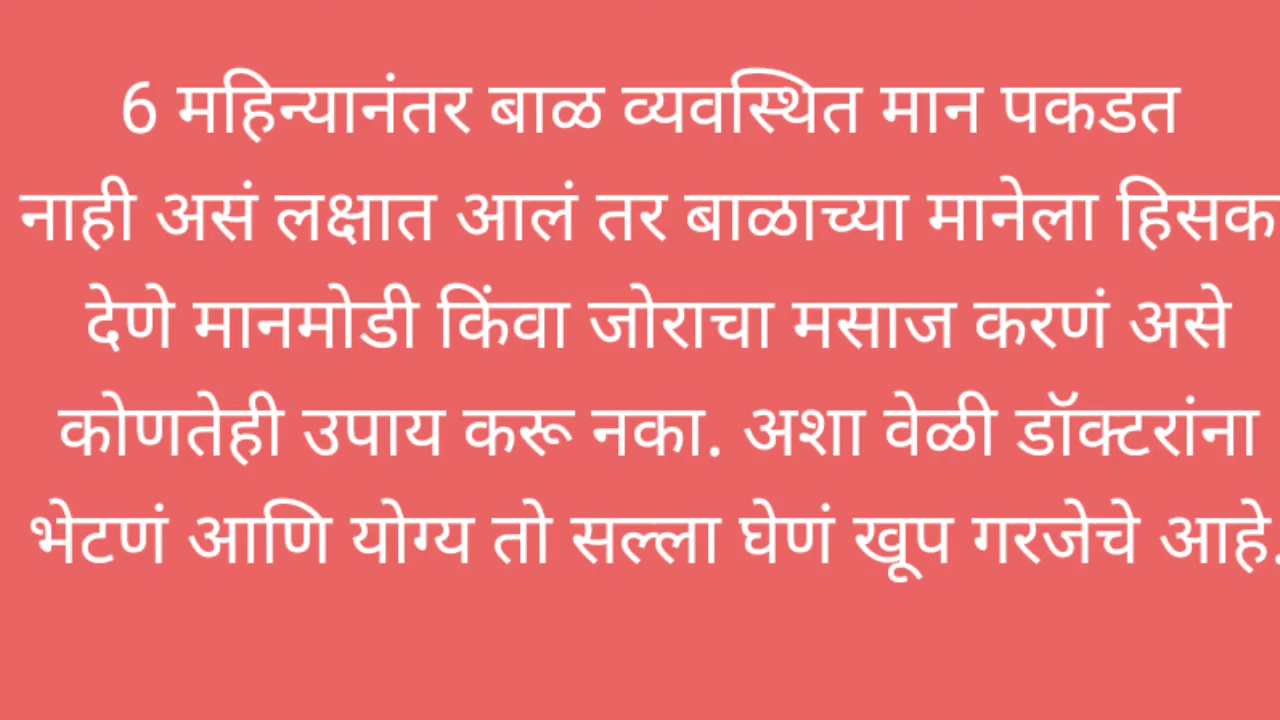 6 महिन्यानंतर बाळ व्यवस्थित मान पकडत
नाही असं लक्षात आलं तर बाळाच्या मानेला हिसक
देणे मानमोडी किंवा जोराचा मसाज करणं असे
कोणतेही उपाय करू नका. अशा वेळी डॉक्टरांना
भेटणं आणि योग्य तो सल्ला घेणं खूप गरजेचे आहे.